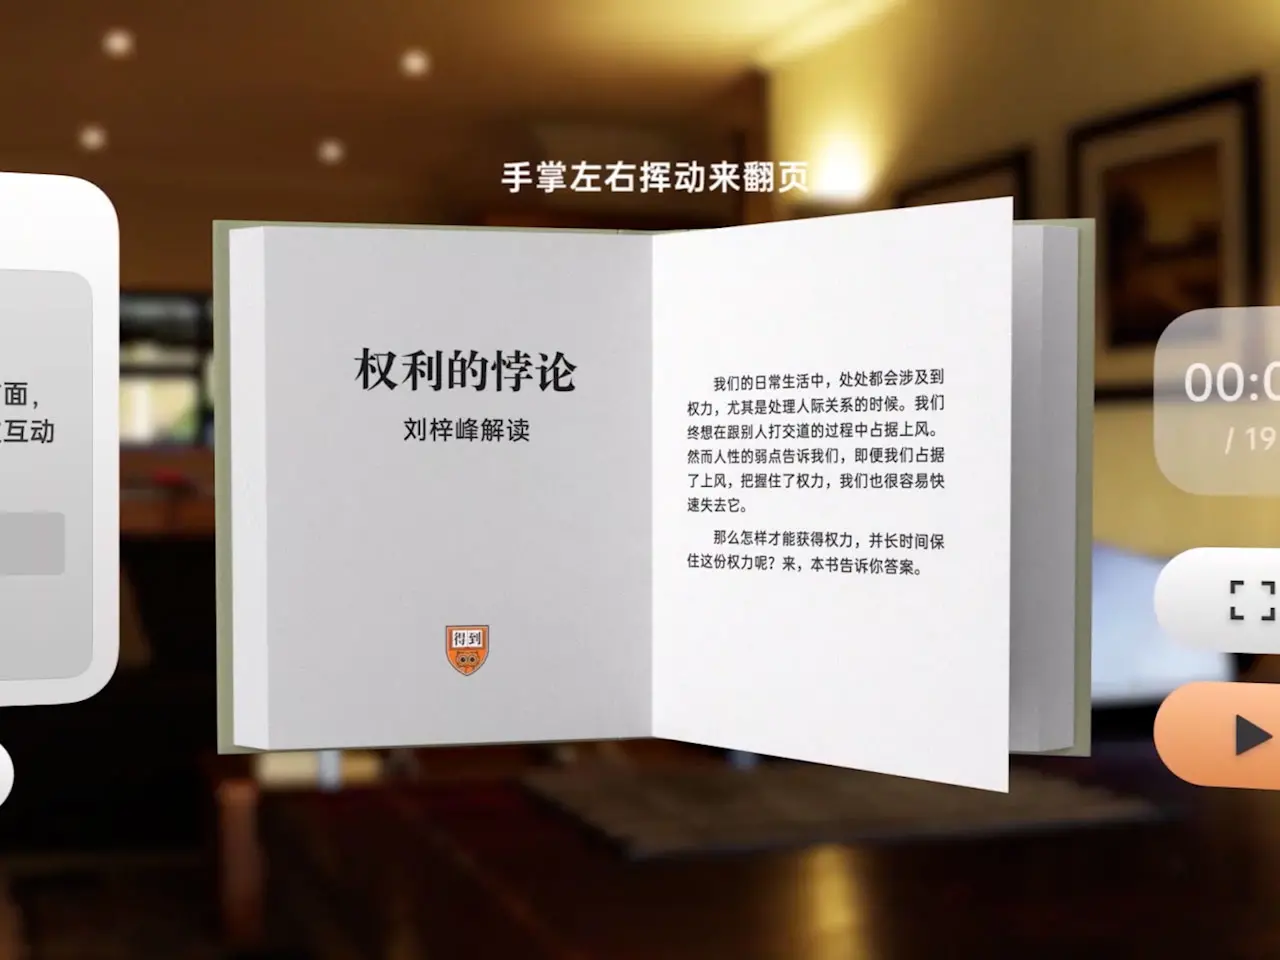 手掌左右挥动来翻页
面，
互动
权利的悖论
刘梓峰解读
得到
我们的日常生活中，处处都会涉及到
权力，尤其是处理人际关系的时候。我们
终想在跟别人打交道的过程中占据上风。
然而人性的弱点告诉我们，即便我们占据
了上风，把握住了权力，我们也很容易快
速失去它。
那么怎样才能获得权力，并长时间保
住这份权力呢？来，本书告诉你答案。
00:0
/ 19